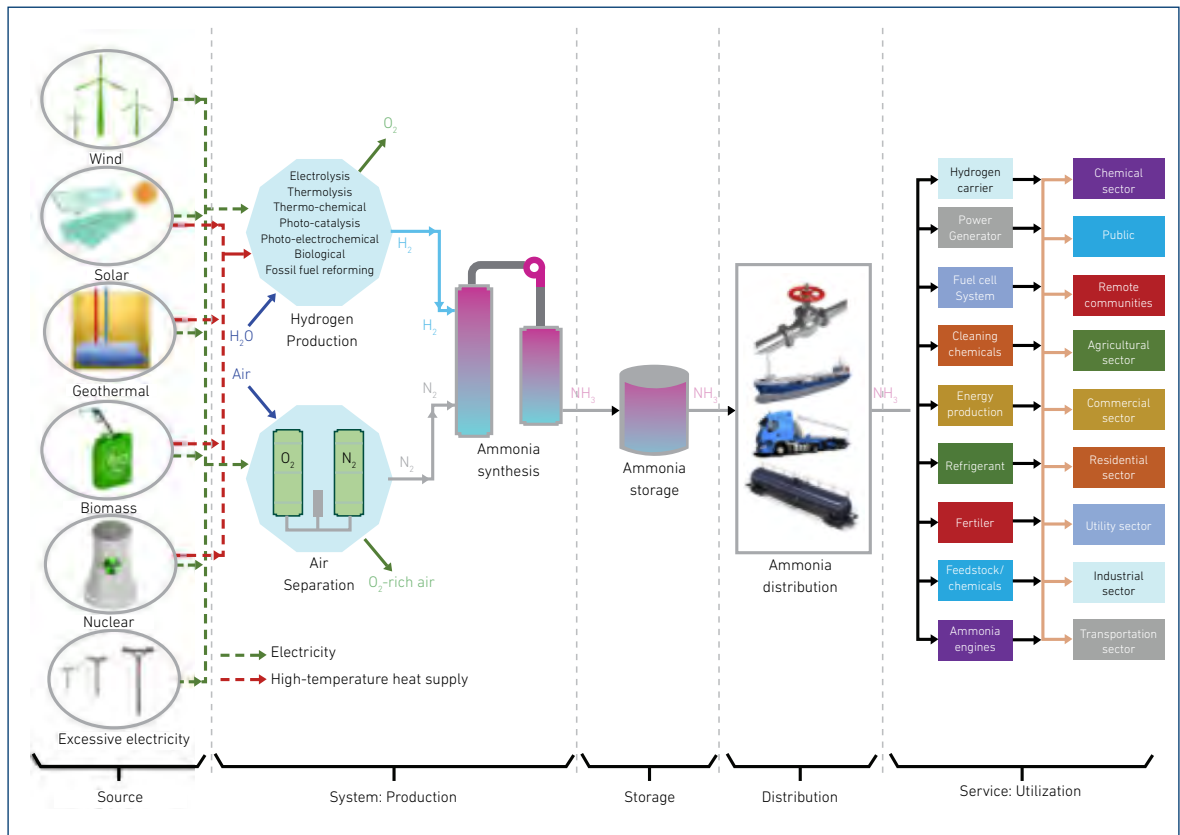 Wind
Solar
Geothermal
Biomass
Nuclear
Excessive electricity
O₂
Electrolysis
Thermolysis
Thermo-chemical
Photo-catalysis
Photo-electrochemical
Biological
Fossil fuel reforming
H₂O
Hydrogen
Production
H₂
H₂
Air
O₂
N₂
Air
Separation
O₂-rich air
N₂
N₂
Electricity
High-temperature heat supply
Ammonia
synthesis
NH₃
Ammonia
storage
NH₃
Ammonia
distribution
NH₃
Hydrogen
carrier
Power
Generator
Fuel cell
System
Cleaning
chemicals
Energy
production
Refrigerant
Fertiler
Feedstock/
chemicals
Ammonia
engines
Chemical
sector
Public
Remote
communities
Agricultural
sector
Commercial
sector
Residential
sector
Utility sector
Industrial
sector
Transportation
sector
Source
System: Production
Storage
Distribution
Service: Utilization